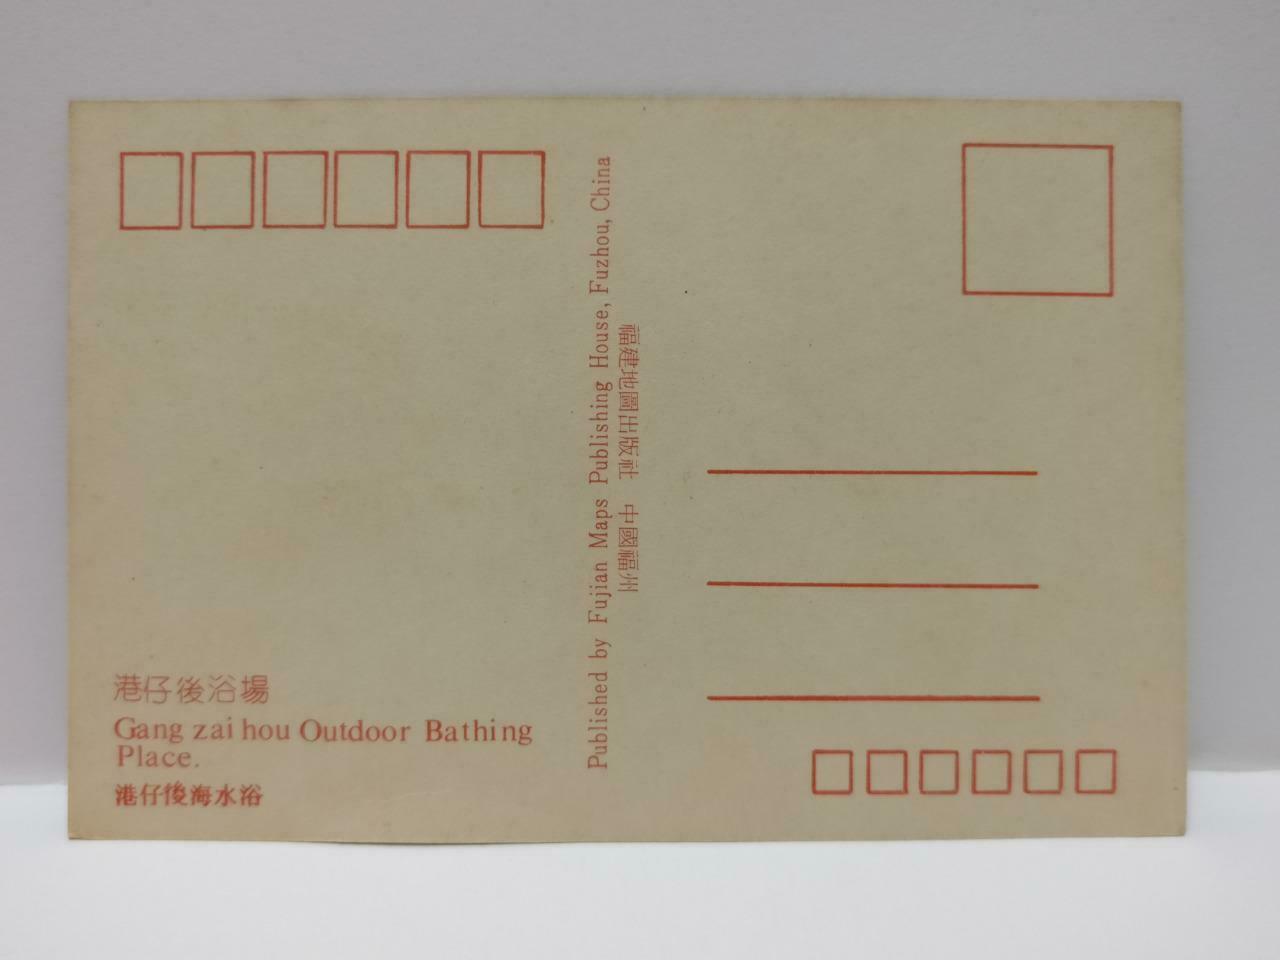 港仔後浴場
Gang zai hou Outdoor Bathing
Place.
港仔後海水浴
Published by Fujian Maps Publishing House, Fuzhou, China
福建地圖出版社 中國福州